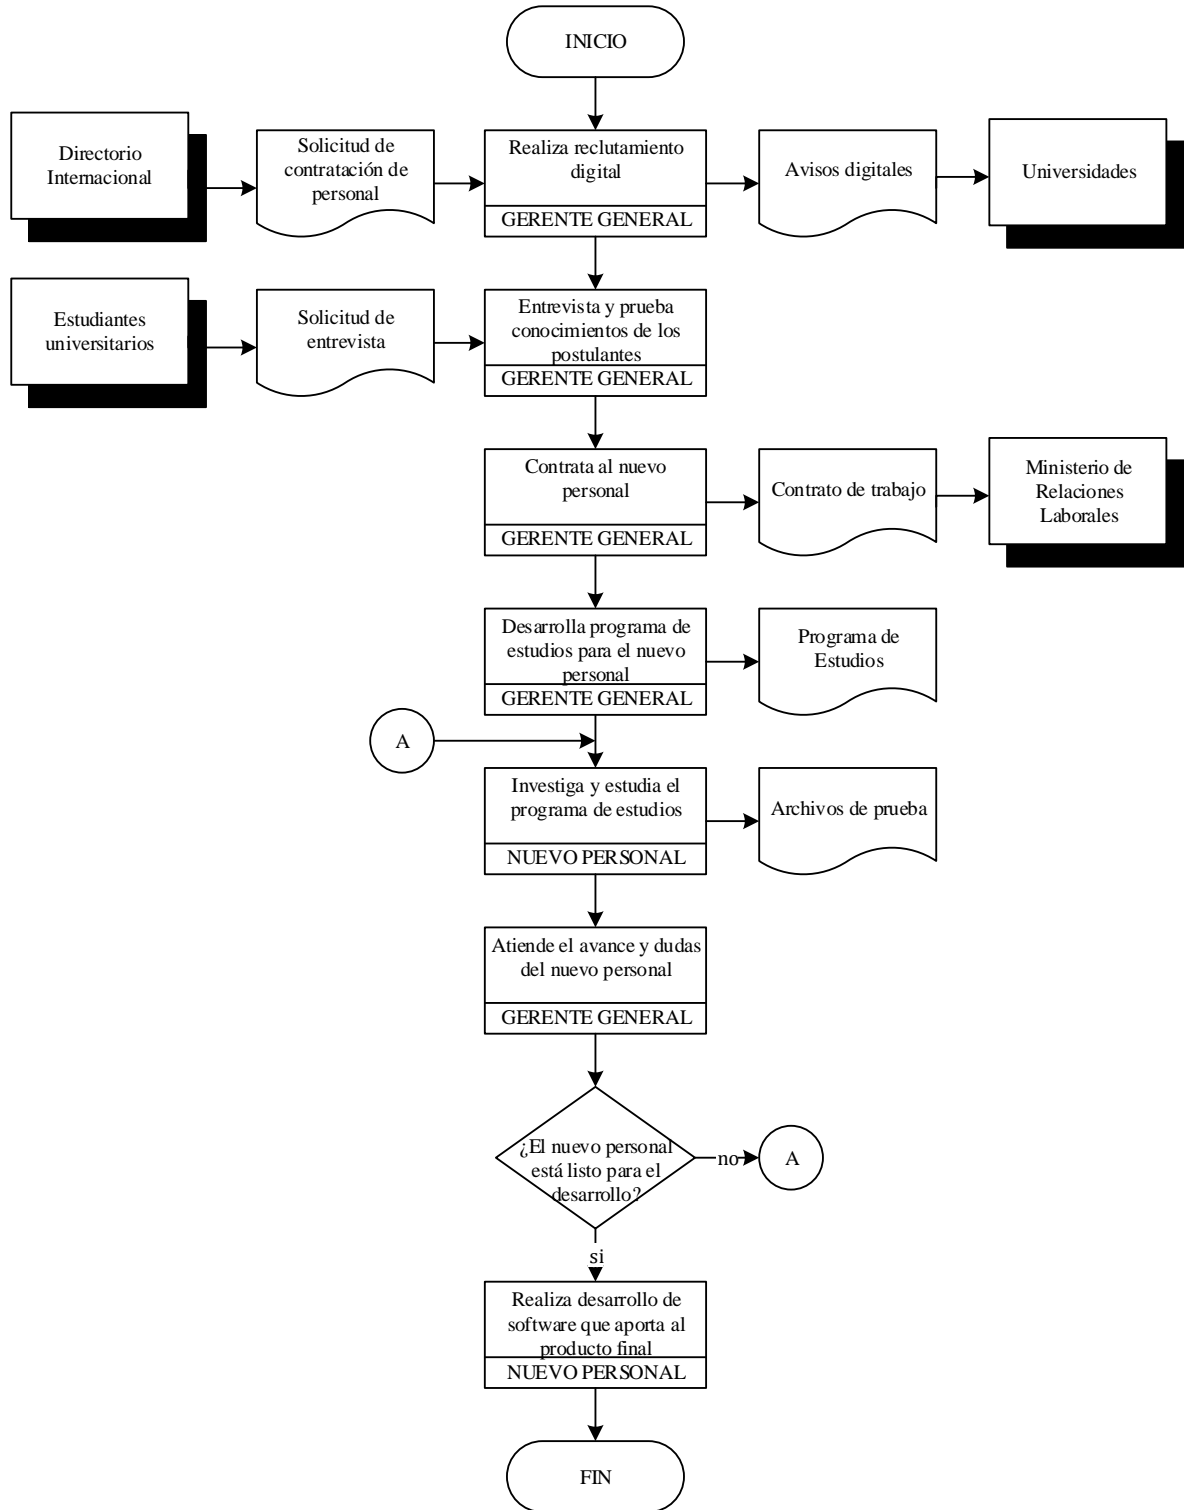 INICIO
Directorio
Internacional
Solicitud de
contratación de
personal
Realiza reclutamiento
digital
GERENTE GENERAL
Avisos digitales
Universidades
Estudiantes
universitarios
Solicitud de
entrevista
Entrevista y prueba
conocimientos de los
postulantes
GERENTE GENERAL
Contrata al nuevo
personal
GERENTE GENERAL
Contrato de trabajo
Ministerio de
Relaciones
Laborales
Desarrolla programa de
estudios para el nuevo
personal
GERENTE GENERAL
Programa de
Estudios
A
Investiga y estudia el
programa de estudios
NUEVO PERSONAL
Archivos de prueba
Atiende el avance y dudas
del nuevo personal
GERENTE GENERAL
¿El nuevo personal
está listo para el
desarrollo?
no
A
si
Realiza desarrollo de
software que aporta al
producto final
NUEVO PERSONAL
FIN